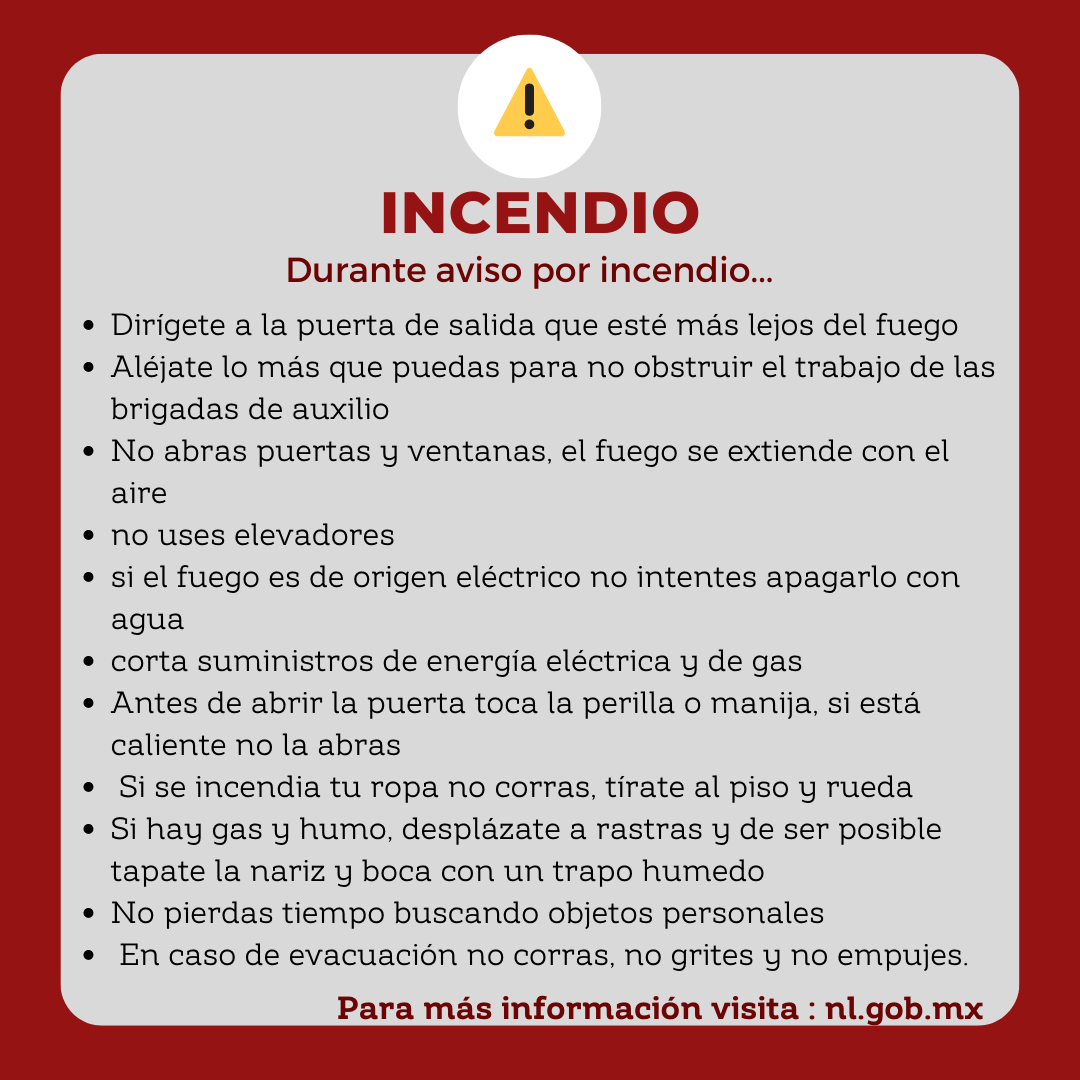 INCENDIO
Durante aviso por incendio...
• Dirígete a la puerta de salida que esté más lejos del fuego
• Aléjate lo más que puedas para no obstruir el trabajo de las
brigadas de auxilio
• No abras puertas y ventanas, el fuego se extiende con el
aire
• no uses elevadores
• si el fuego es de origen eléctrico no intentes apagarlo con
agua
• corta suministros de energía eléctrica y de gas
• Antes de abrir la puerta toca la perilla o manija, si está
caliente no la abras
• Si se incendia tu ropa no corras, tírate al piso y rueda
• Si hay gas y humo, desplázate a rastras y de ser posible
tapate la nariz y boca con un trapo humedo
• No pierdas tiempo buscando objetos personales
• En caso de evacuación no corras, no grites y no empujes.
Para más información visita : nl.gob.mx